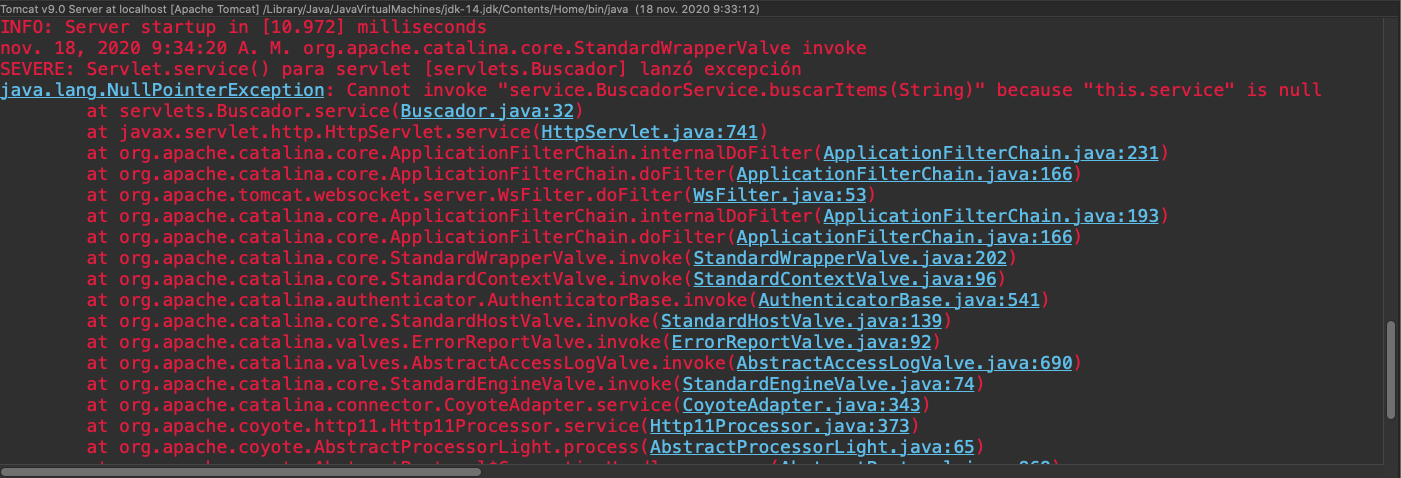 Tomcat v9.0 Server at localhost [Apache Tomcat] /Library/Java/JavaVirtualMachines/jdk-14.jdk/Contents/Home/bin/java (18 nov. 2020 9:33:12)
INFO: Server startup in [10.972] milliseconds
nov. 18, 2020 9:34:20 A. M. org.apache.catalina.core.StandardWrapperValve invoke
SEVERE: Servlet.service() para servlet [servlets.Buscador] lanzó excepción
java.lang.NullPointerException: Cannot invoke "service.BuscadorService.buscarItems(String)" because "this.service" is null
at servlets.Buscador.service(Buscador.java:32)
at javax.servlet.http.HttpServlet.service(HttpServlet.java:741)
at org.apache.catalina.core.ApplicationFilterChain.internalDoFilter(ApplicationFilterChain.java:231)
at org.apache.catalina.core.ApplicationFilterChain.doFilter(ApplicationFilterChain.java:166)
at org.apache.tomcat.websocket.server.WsFilter.doFilter(WsFilter.java:53)
at org.apache.catalina.core.ApplicationFilterChain.internalDoFilter(ApplicationFilterChain.java:193)
at org.apache.catalina.core.ApplicationFilterChain.doFilter(ApplicationFilterChain.java:166)
at org.apache.catalina.core.StandardWrapperValve.invoke(StandardWrapperValve.java:202)
at org.apache.catalina.core.StandardContextValve.invoke(StandardContextValve.java:96)
at org.apache.catalina.authenticator.AuthenticatorBase.invoke(AuthenticatorBase.java:541)
at org.apache.catalina.core.StandardHostValve.invoke(StandardHostValve.java:139)
at org.apache.catalina.valves.ErrorReportValve.invoke(ErrorReportValve.java:92)
at org.apache.catalina.valves.AbstractAccessLogValve.invoke(AbstractAccessLogValve.java:690)
at org.apache.catalina.core.StandardEngineValve.invoke(StandardEngineValve.java:74)
at org.apache.catalina.connector.CoyoteAdapter.service(CoyoteAdapter.java:343)
at org.apache.coyote.http11.Http11Processor.service(Http11Processor.java:373)
at org.apache.coyote.AbstractProcessorLight.process(AbstractProcessorLight.java:65)